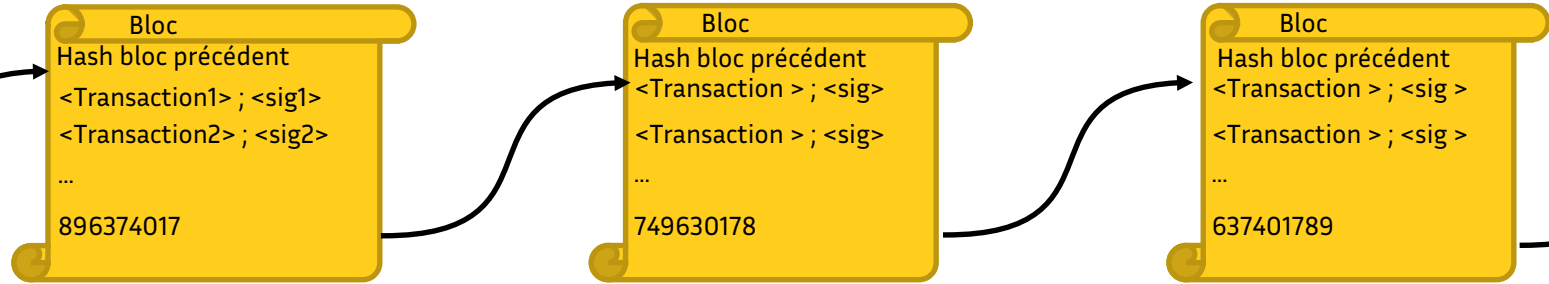 Bloc
Hash bloc précédent
<Transaction1> ; <sig1>
<Transaction2> ; <sig2>
...
896374017
Bloc
Hash bloc précédent
<Transaction > ; <sig>
<Transaction > ; <sig>
...
749630178
Bloc
Hash bloc précédent
<Transaction > ; <sig >
<Transaction > ; <sig >
...
637401789